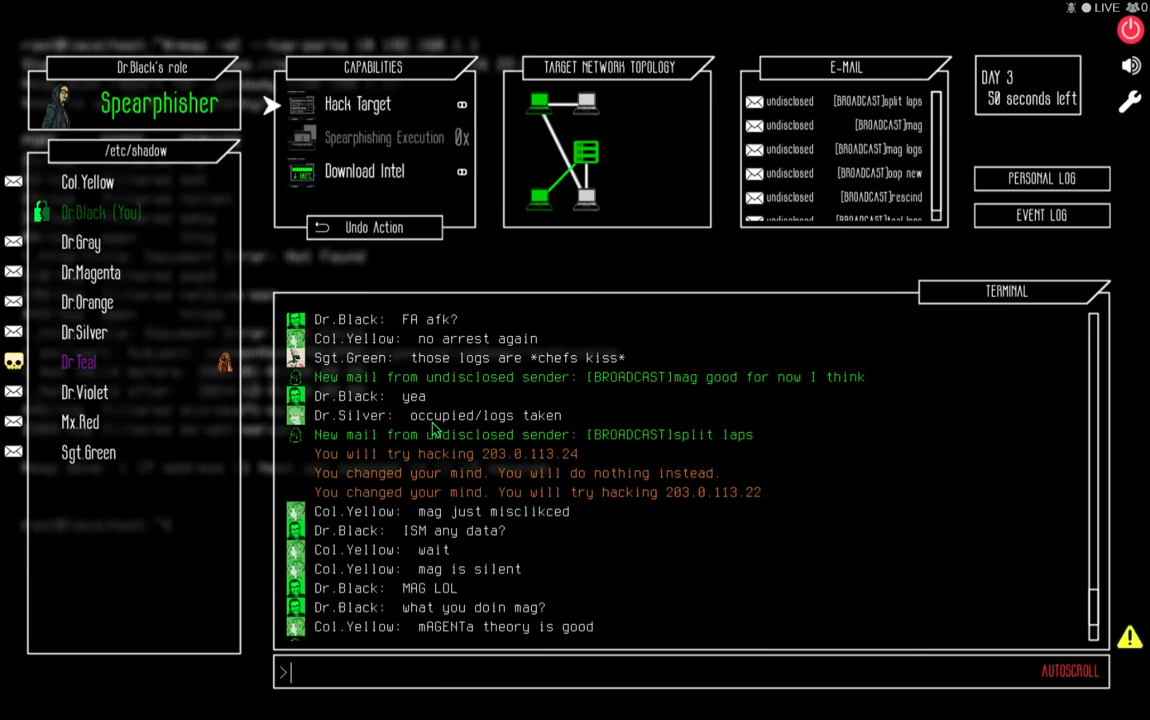 LIVE 0
Dr.Black's role
Spearphisher
/etc/shadow
Col.Yellow
Dr.Black (You)
Dr.Gray
Dr.Magenta
Dr.Orange
Dr.Silver
Dr.Teal
Dr.Violet
Mx.Red
Sgt.Green
CAPABILITIES
Hack Target
Spearphishing Execution 0x
Download Intel
Undo Action
TARGET NETWORK TOPOLOGY
E-MAIL
undisclosed [BROADCAST]split laps
undisclosed [BROADCAST]mag
undisclosed [BROADCAST]mag logs
undisclosed [BROADCAST]oop new
undisclosed [BROADCAST]rescind
undisclosed
DAY 3
50 seconds left
PERSONAL LOG
EVENT LOG
TERMINAL
Dr.Black: FA afk?
Col.Yellow: no arrest again
Sgt.Green: those logs are *chefs kiss*
New mail from undisclosed sender: [BROADCAST]mag good for now I think
Dr.Black: yea
Dr.Silver: occupied/logs taken
New mail from undisclosed sender: [BROADCAST]split laps
You will try hacking 203.0.113.24
You changed your mind. You will do nothing instead.
You changed your mind. You will try hacking 203.0.113.22
Col.Yellow: mag just misclikced
Dr.Black: ISM any data?
Col.Yellow: wait
Col.Yellow: mag is silent
Dr.Black: MAG LOL
Dr.Black: what you doin mag?
Col.Yellow: mAGENTa theory is good
>
AUTOSCROLL